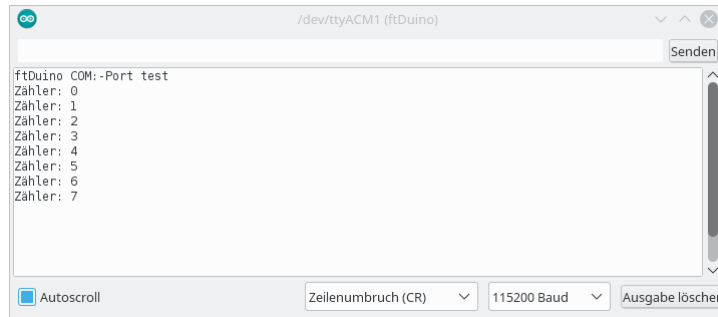 /dev/ttyACM1 (ftDuino)
Senden
ftDuino COM:-Port test
Zähler: 0
Zähler: 1
Zähler: 2
Zähler: 3
Zähler: 4
Zähler: 5
Zähler: 6
Zähler: 7
Autoscroll
Zeilenumbruch (CR)
115200 Baud
Ausgabe löschen